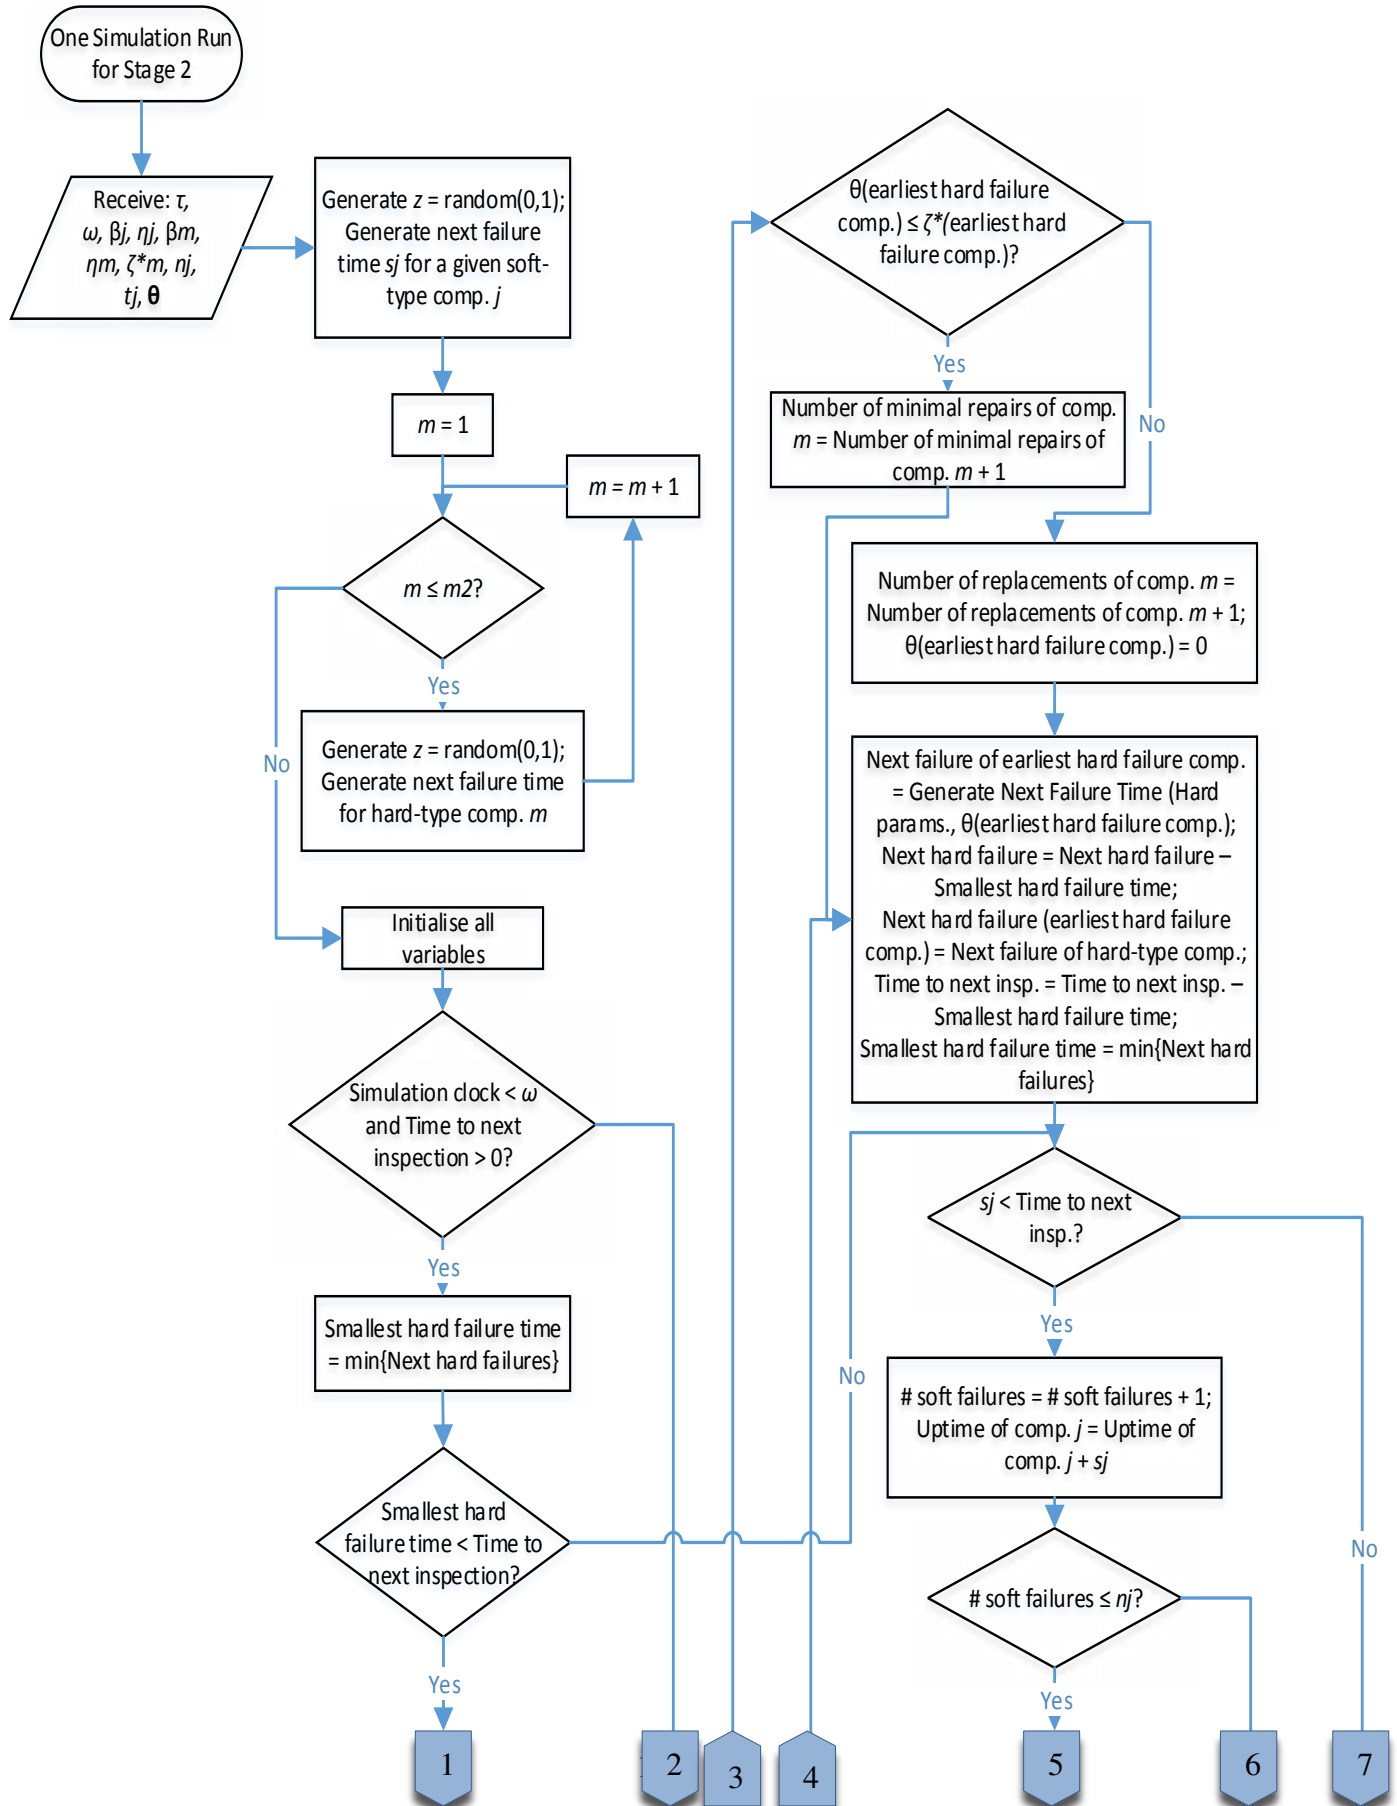 One Simulation Run
for Stage 2
Receive: τ,
ω, βj, ηj, βm,
ηm, ζ*m, nj,
tj, θ
Generate z = random(0,1);
Generate next failure
time sj for a given soft-
type comp. j
m = 1
m = m + 1
m ≤ m2?
Yes
No
Generate z = random(0,1);
Generate next failure time
for hard-type comp. m
Initialise all
variables
Simulation clock < ω
and Time to next
inspection > 0?
Yes
Smallest hard failure time
= min{Next hard failures}
Smallest hard
failure time < Time to
next inspection?
No
Yes
1
2
3
4
θ(earliest hard failure
comp.) ≤ ζ*(earliest hard
failure comp.)?
Yes
No
Number of minimal repairs of comp.
m = Number of minimal repairs of
comp. m + 1
Number of replacements of comp. m =
Number of replacements of comp. m + 1;
θ(earliest hard failure comp.) = 0
Next failure of earliest hard failure comp.
= Generate Next Failure Time (Hard
params., θ(earliest hard failure comp.);
Next hard failure = Next hard failure –
Smallest hard failure time;
Next hard failure (earliest hard failure
comp.) = Next failure of hard-type comp.;
Time to next insp. = Time to next insp. –
Smallest hard failure time;
Smallest hard failure time = min{Next hard
failures}
sj < Time to next
insp.?
Yes
No
# soft failures = # soft failures + 1;
Uptime of comp. j = Uptime of
comp. j + sj
# soft failures ≤ nj?
Yes
5
6
7